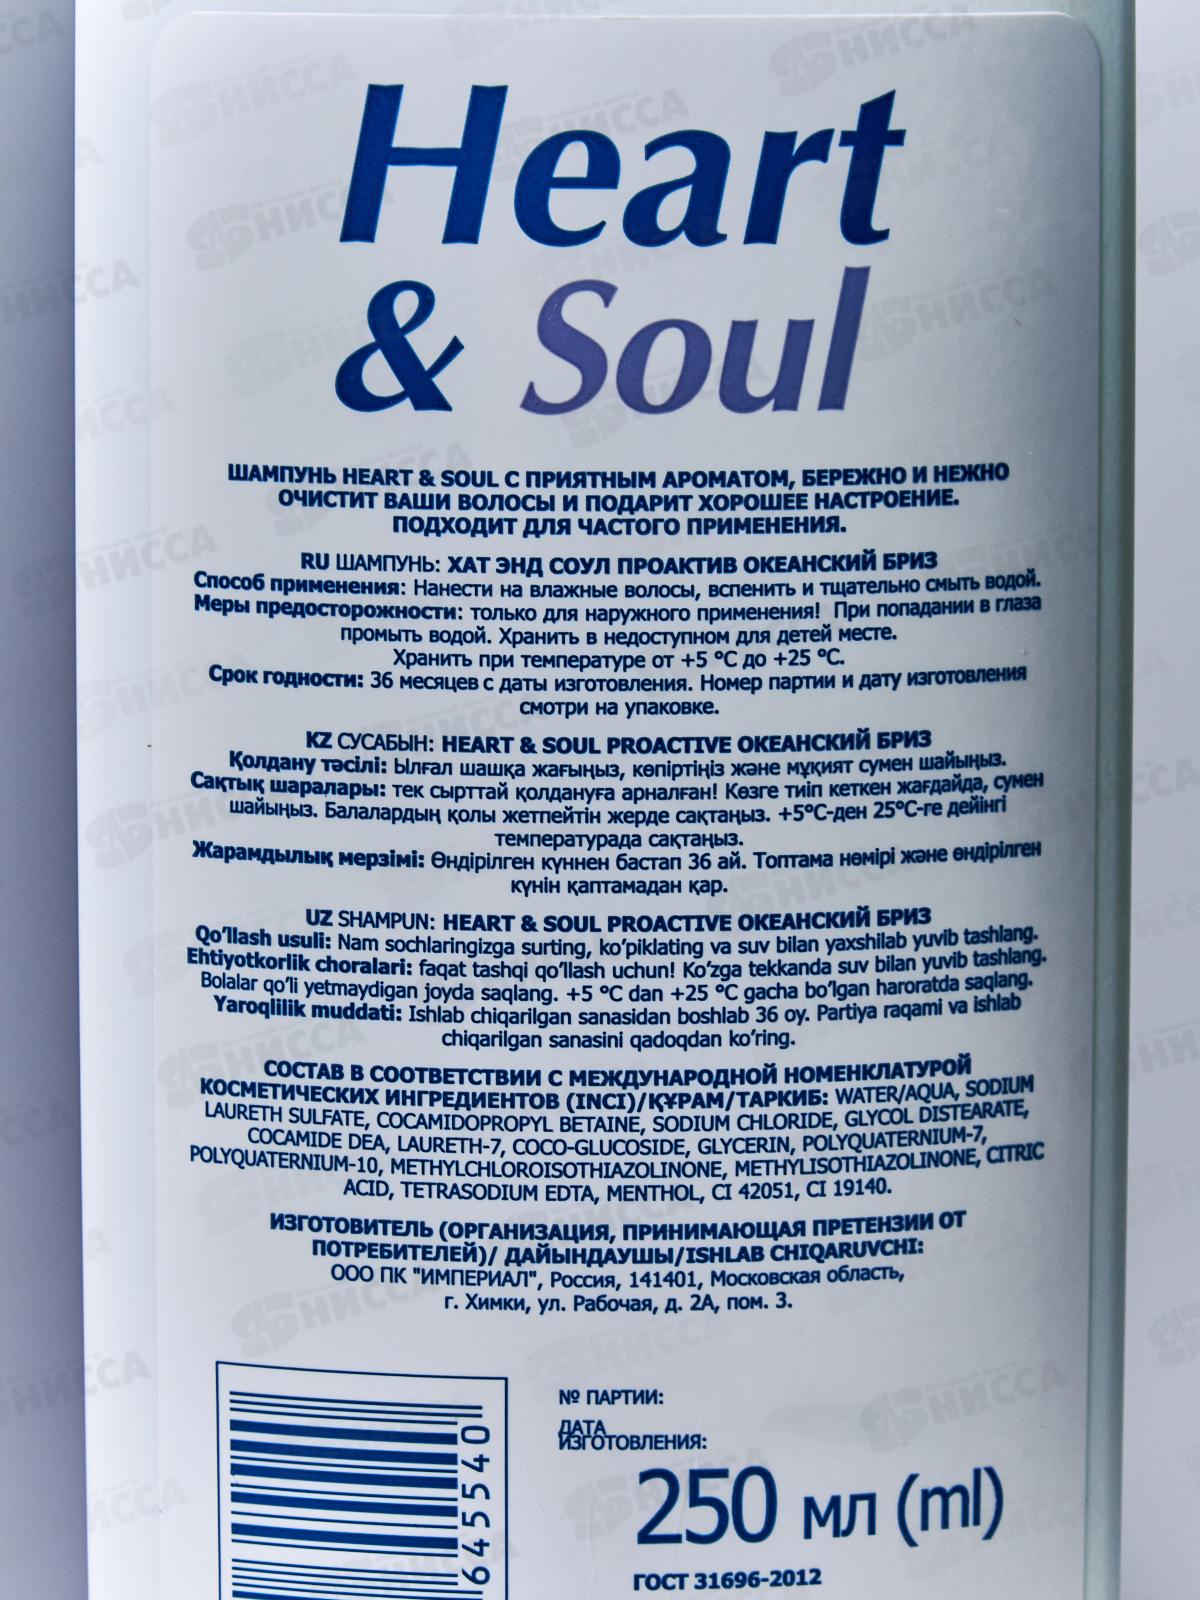 Heart
& Soul
ШАМПУНЬ HEART & SOUL С ПРИЯТНЫМ АРОМАТОМ, БЕРЕЖНО И НЕЖНО
ОЧИСТИТ ВАШИ ВОЛОСЫ И ПОДАРИТ ХОРОШЕЕ НАСТРОЕНИЕ.
ПОДХОДИТ ДЛЯ ЧАСТОГО ПРИМЕНЕНИЯ.
RU ШАМПУНЬ: ХАТ ЭНД СОУЛ ПРОАКТИВ ОКЕАНСКИЙ БРИЗ
Способ применения: Нанести на влажные волосы, вспенить и тщательно смыть водой.
Меры предосторожности: только для наружного применения! При попадании в глаза
промыть водой. Хранить в недоступном для детей месте.
Хранить при температуре от +5 °C до +25 °C.
Срок годности: 36 месяцев с даты изготовления. Номер партии и дату изготовления
смотри на упаковке.
KZ СУСАБЫН: HEART & SOUL PROACTIVE ОКЕАНСКИЙ БРИЗ
Қолдану тәсілі: Ылғал шашқа жағыңыз, көпіртіңіз және мұқият сумен шайыңыз.
Сақтық шаралары: тек сырттай қолдануға арналған! Көзге тиіп кеткен жағдайда, сумен
шайыңыз. Балалардың қолы жетпейтін жерде сақтаңыз. +5°C-ден 25°C-ге дейінгі
температурада сақтаңыз.
Жарамдылық мерзімі: Өндірілген күннен бастап 36 ай. Топтама нөмірі және өндірілген
күнін қаптамадан қар.
UZ SHAMPUN: HEART & SOUL PROACTIVE ОКЕАНСКИЙ БРИЗ
Qo'llash usuli: Nam sochlaringizga surting, ko'piklating va suv bilan yaxshilab yuvib tashlang.
Ehtiyotkorlik choralari: faqat tashqi qo'llash uchun! Ko'zga tekkanda suv bilan yuvib tashlang.
Bolalar qo'li yetmaydigan joyda saqlang. +5 °C dan +25 °C gacha bo'lgan haroratda saqlang.
Yaroqlilik muddati: Ishlab chiqarilgan sanasidan boshlab 36 oy. Partiya raqami va ishlab
chiqarilgan sanasini qadoqdan ko'ring.
СОСТАВ В СООТВЕТСТВИИ С МЕЖДУНАРОДНОЙ НОМЕНКЛАТУРОЙ
КОСМЕТИЧЕСКИХ ИНГРЕДИЕНТОВ (INCI)/ҚҰРАМ/ТАРКИБ: WATER/AQUA, SODIUM
LAURETH SULFATE, COCAMIDOPROPYL BETAINE, SODIUM CHLORIDE, GLYCOL DISTEARATE,
COCAMIDE DEA, LAURETH-7, COCO-GLUCOSIDE, GLYCERIN, POLYQUATERNIUM-7,
POLYQUATERNIUM-10, METHYLCHLOROISOTHIAZOLINONE, METHYLISOTHIAZOLINONE, CITRIC
ACID, TETRASODIUM EDTA, MENTHOL, CI 42051, CI 19140.
ИЗГОТОВИТЕЛЬ (ОРГАНИЗАЦИЯ, ПРИНИМАЮЩАЯ ПРЕТЕНЗИИ ОТ
ПОТРЕБИТЕЛЕЙ)/ ДАЙЫНДАУШЫ/ISHLAB CHIQARUVCHI:
ООО ПК "ИМПЕРИАЛ", Россия, 141401, Московская область,
г. Химки, ул. Рабочая, д. 2А, пом. 3.
№ ПАРТИИ:
ДАТА
ИЗГОТОВЛЕНИЯ:
250 мл (ml)
ГОСТ 31696-2012
645540